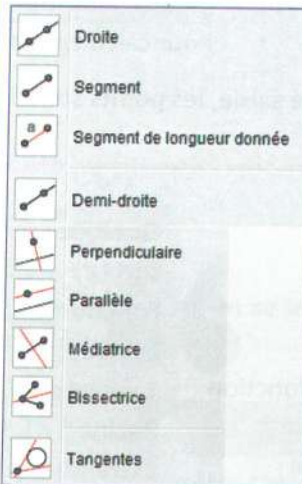 Droite
Segment
a
Segment de longueur donnée
Demi-droite
Perpendiculaire
Parallèle
Médiatrice
Bissectrice
Tangentes